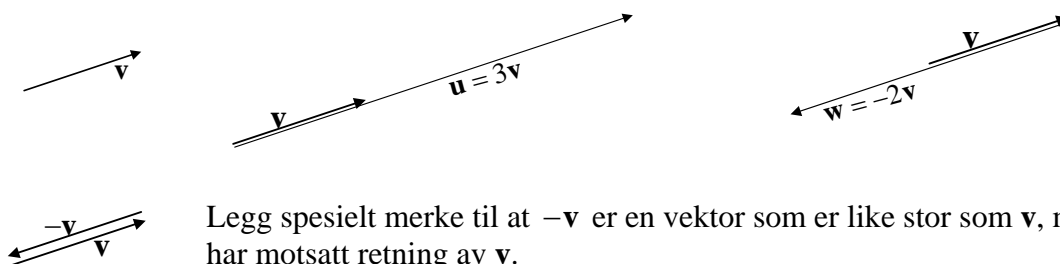 v
v
u = 3v
v
w = −2v
−v
v
Legg spesielt merke til at −v er en vektor som er like stor som v,
har motsatt retning av v.